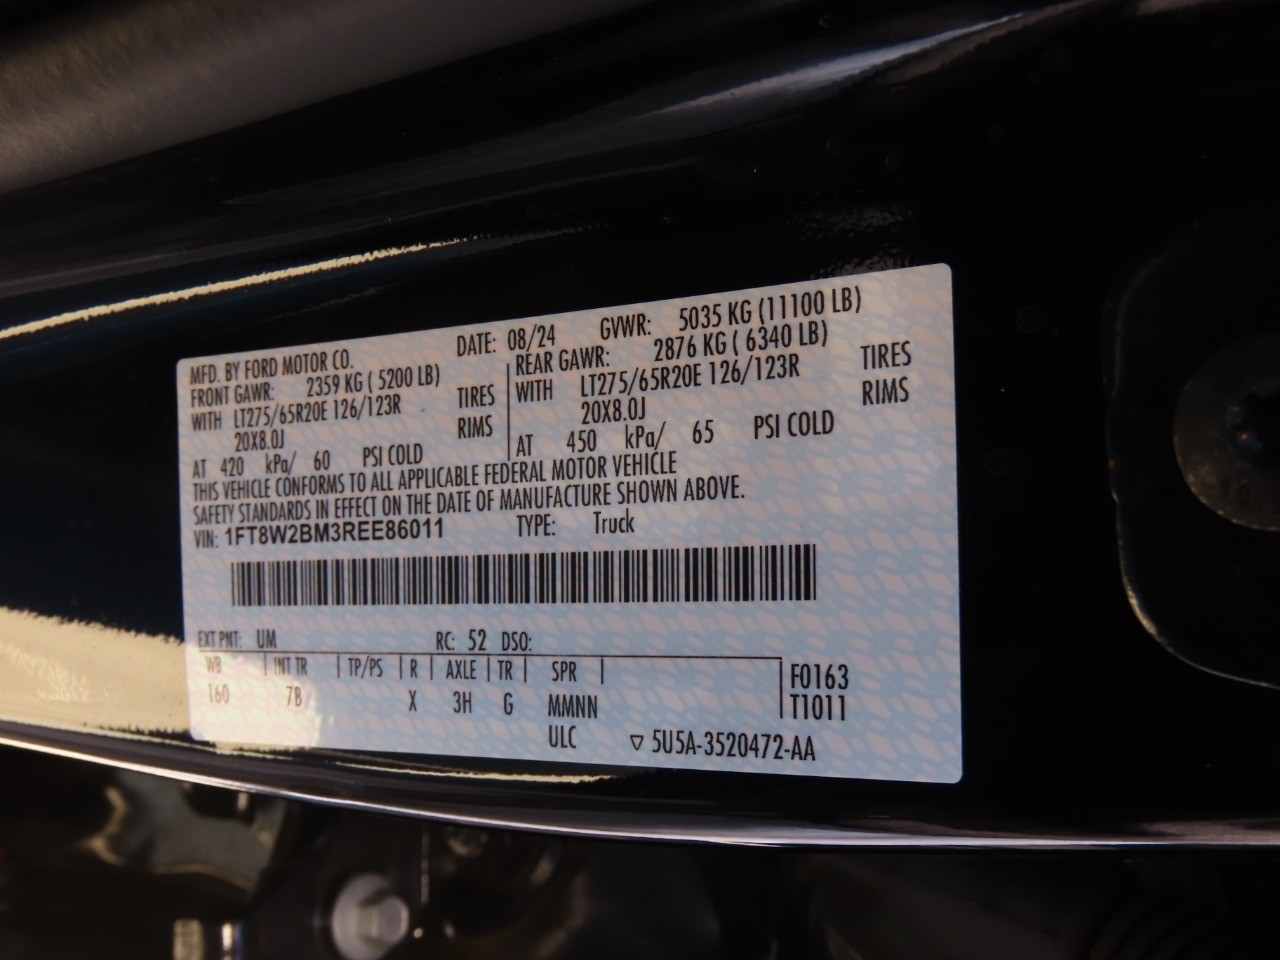 MFD. BY FORD MOTOR CO. DATE: 08/24 GVWR: 5035 KG (11100 LB)
FRONT GAWR: 2359 KG ( 5200 LB) REAR GAWR: 2876 KG ( 6340 LB)
WITH LT275/65R20E 126/123R TIRES WITH LT275/65R20E 126/123R TIRES
20X8.0J RIMS 20X8.0J RIMS
AT 420 kPa/ 60 PSI COLD AT 450 kPa/ 65 PSI COLD
THIS VEHICLE CONFORMS TO ALL APPLICABLE FEDERAL MOTOR VEHICLE
SAFETY STANDARDS IN EFFECT ON THE DATE OF MANUFACTURE SHOWN ABOVE.
VIN: 1FT8W2BM3REE86011 TYPE: Truck
EXT PNT: UM RC: 52 DSO:
WB INT TR TP/PS R AXLE TR SPR F0163
160 7B X 3H G MMNN T1011
ULC ▽ 5U5A-3520472-AA